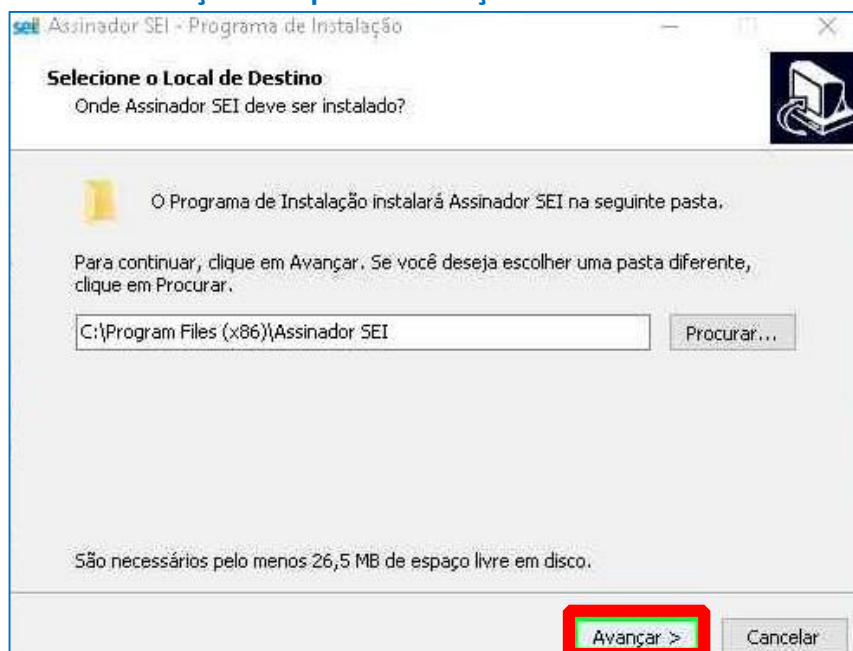 sei! Assinador SEI - Programa de Instalação
Selecione o Local de Destino
Onde Assinador SEI deve ser instalado?
O Programa de Instalação instalará Assinador SEI na seguinte pasta.
Para continuar, clique em Avançar. Se você deseja escolher uma pasta diferente,
clique em Procurar.
C:\Program Files (x86)\Assinador SEI
Procurar...
São necessários pelo menos 26,5 MB de espaço livre em disco.
Avançar >
Cancelar